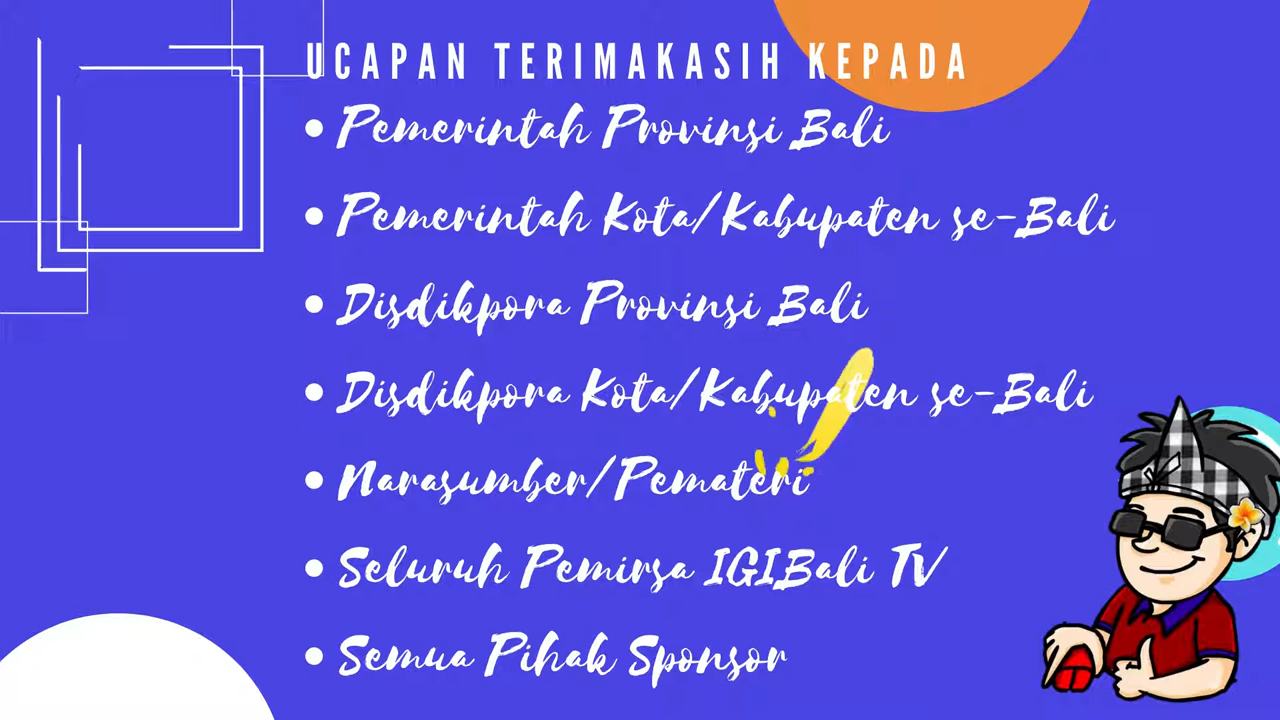 UCAPAN TERIMAKASIH KEPADA
• Pemerintah Provinsi Bali
• Pemerintah Kota/Kabupaten se-Bali
• Disdikpora Provinsi Bali
• Disdikpora Kota/Kabupaten se-Bali
• Narasumber/Pemateri
• Seluruh Pemirsa IGIBali TV
• Semua Pihak Sponsor